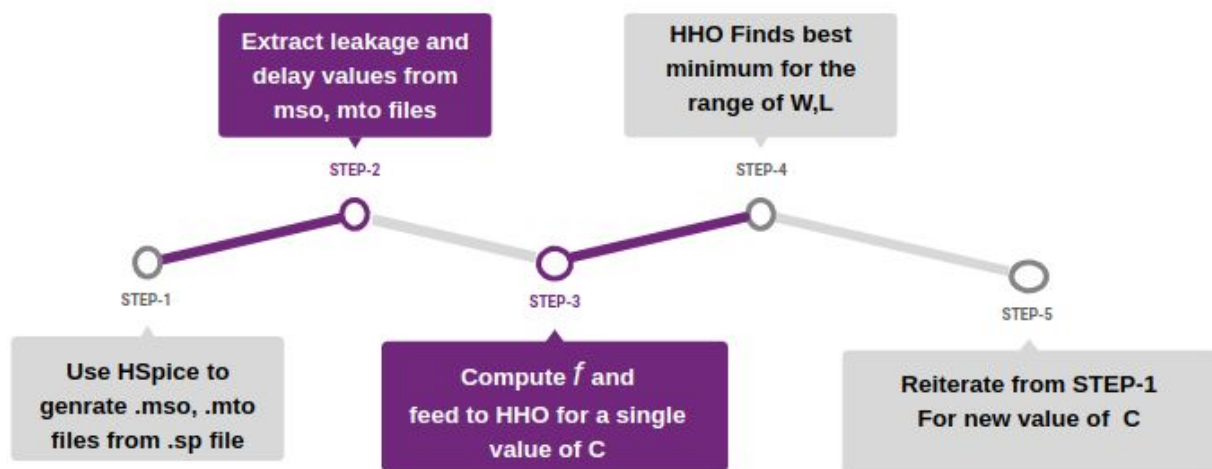 Extract leakage and
delay values from
mso, mto files
STEP-2
HHO Finds best
minimum for the
range of W,L
STEP-4
STEP-1
Use HSpice to
genrate .mso, .mto
files from .sp file
STEP-3
Compute f and
feed to HHO for a single
value of C
STEP-5
Reiterate from STEP-1
For new value of C